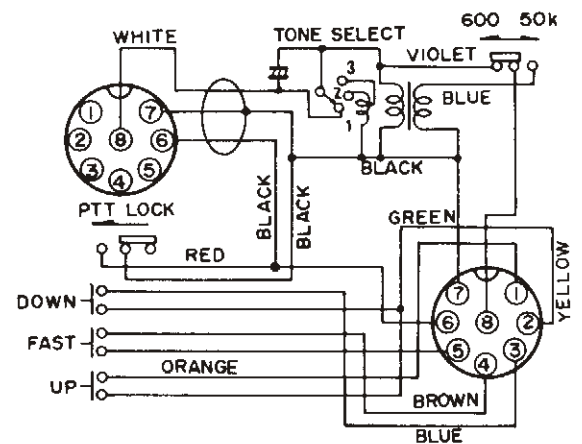 600 50k
TONE SELECT
WHITE
VIOLET
3
2
1
BLUE
1 7
2 8 6
3 4 5
BLACK
PTT LOCK
BLACK
BLACK
GREEN
RED
YELLOW
7 1
6 8 2
5 4 3
DOWN
FAST
ORANGE
UP
BROWN
BLUE